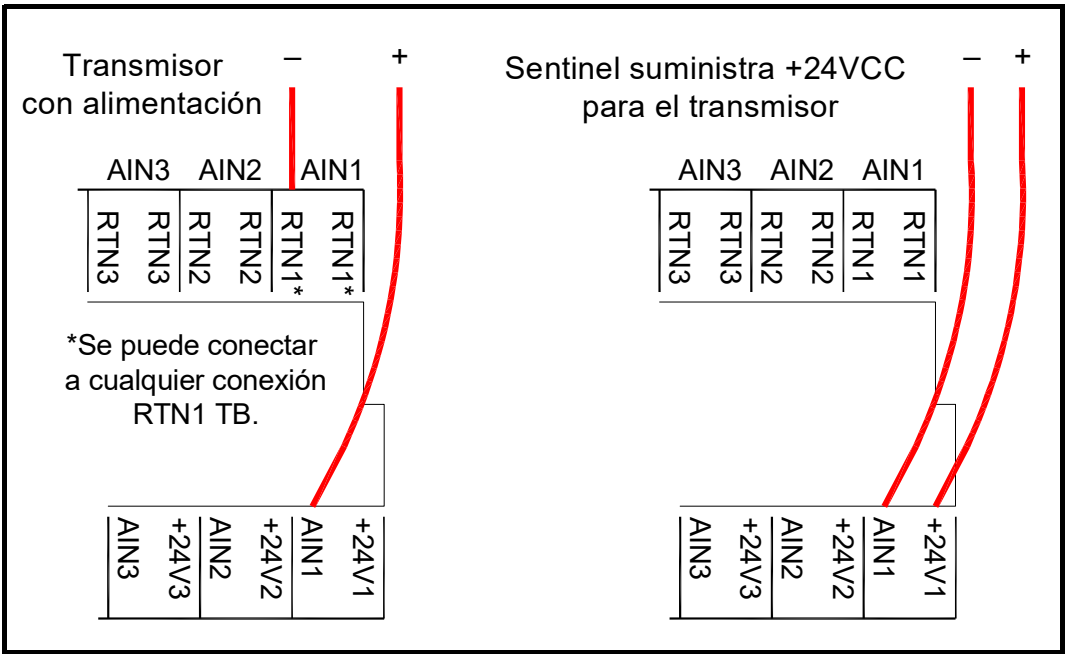 Transmisor
con alimentación
– +
AIN3 AIN2 AIN1
RTN3 RTN3 RTN2 RTN2 RTN1* RTN1*
*Se puede conectar
a cualquier conexión
RTN1 TB.
AIN3 +24V3 AIN2 +24V2 AIN1 +24V1
Sentinel suministra +24VCC
para el transmisor
– +
AIN3 AIN2 AIN1
RTN3 RTN3 RTN2 RTN2 RTN1 RTN1
AIN3 +24V3 AIN2 +24V2 AIN1 +24V1